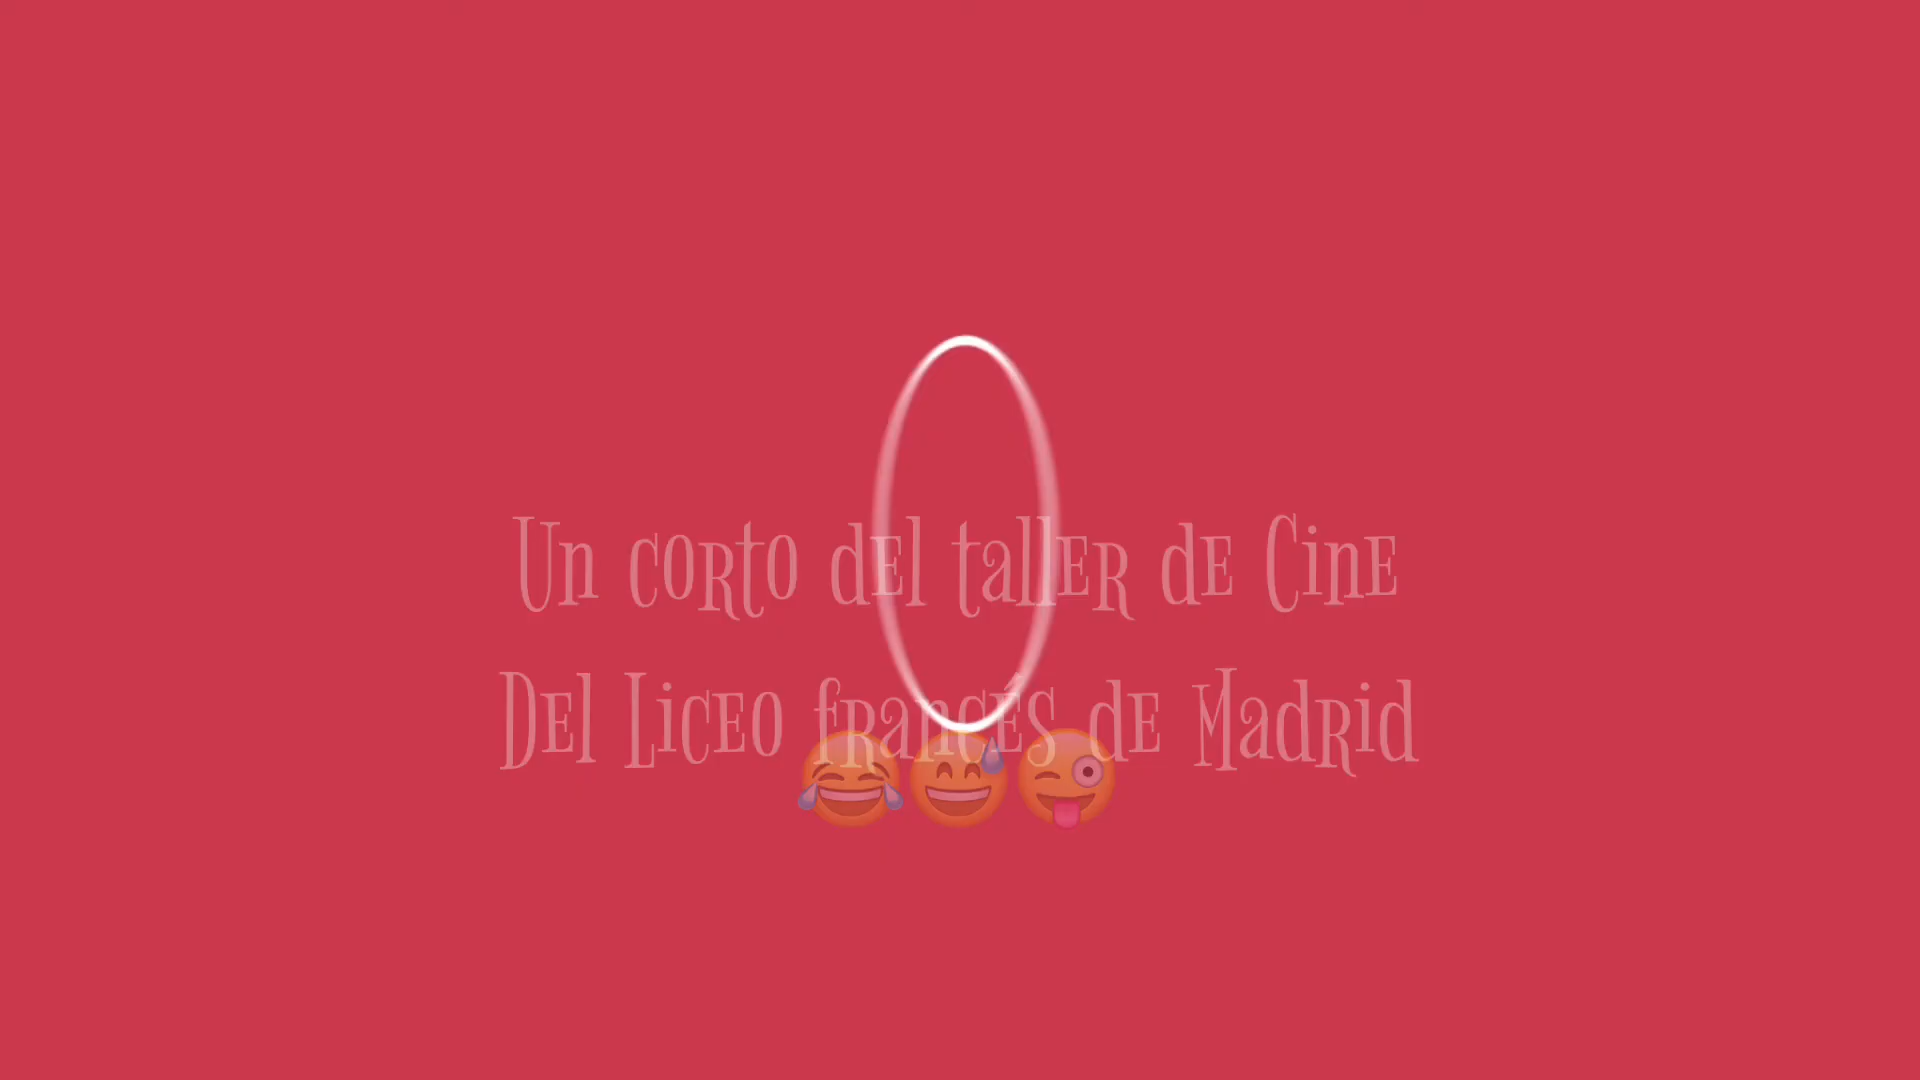 Un corto del taller de Cine
Del Liceo francés de Madrid
😂😅😜